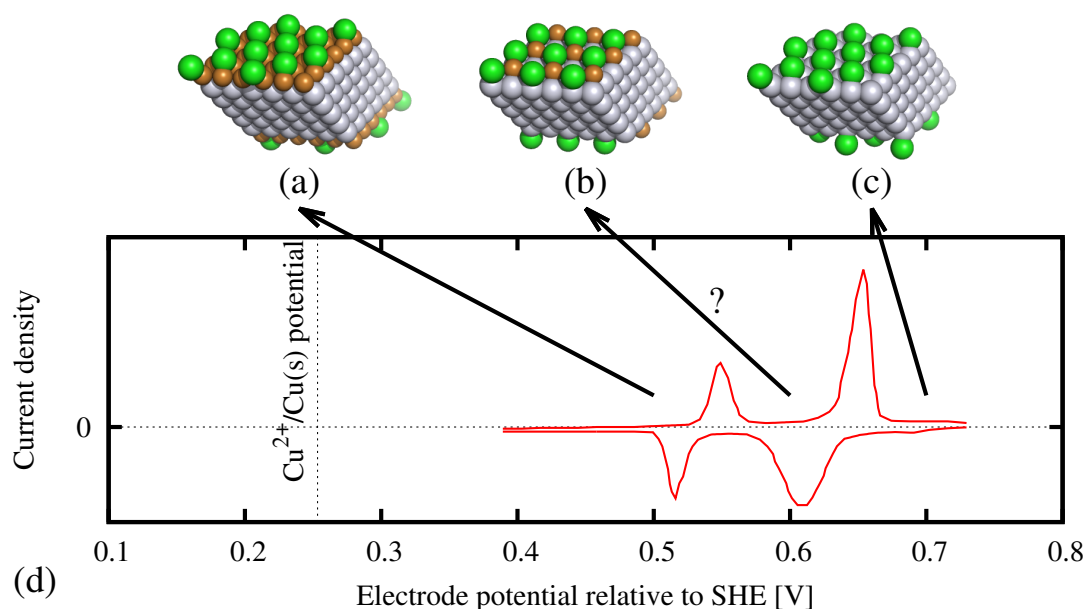 (a) (b) (c)
?
Current density
0
Cu²⁺/Cu(s) potential
0.1 0.2 0.3 0.4 0.5 0.6 0.7 0.8
(d)
Electrode potential relative to SHE [V]